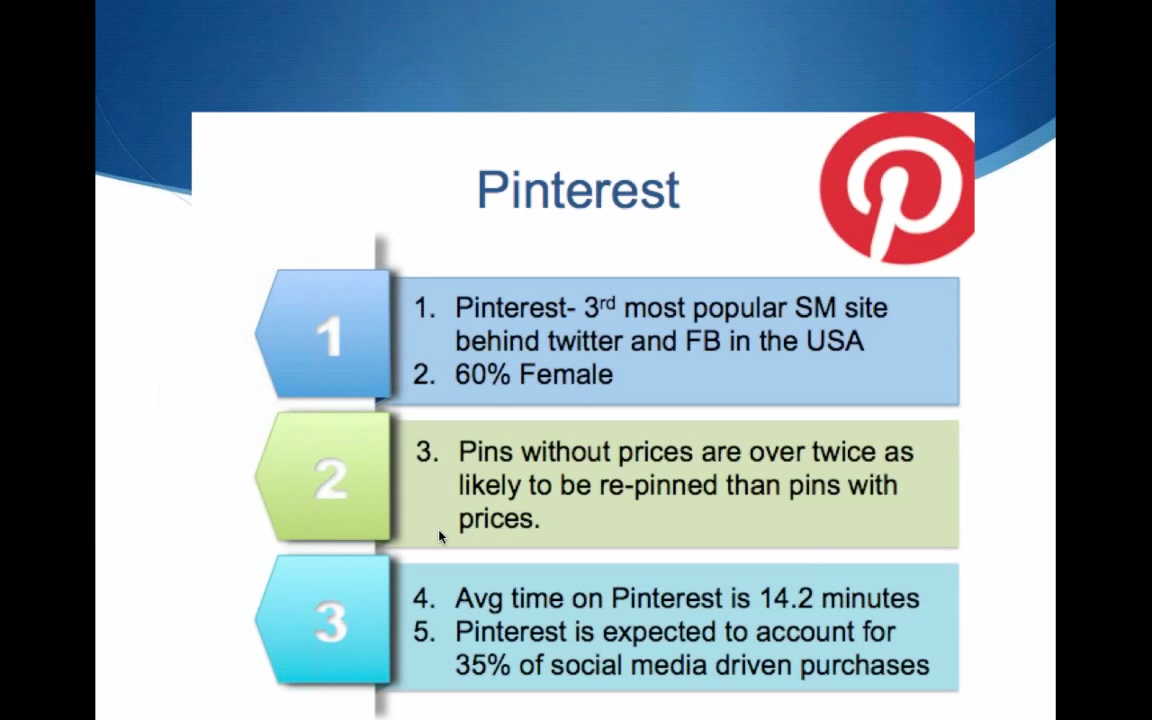 Pinterest
1
1. Pinterest- 3rd most popular SM site
behind twitter and FB in the USA
2. 60% Female
2
3. Pins without prices are over twice as
likely to be re-pinned than pins with
prices.
3
4. Avg time on Pinterest is 14.2 minutes
5. Pinterest is expected to account for
35% of social media driven purchases